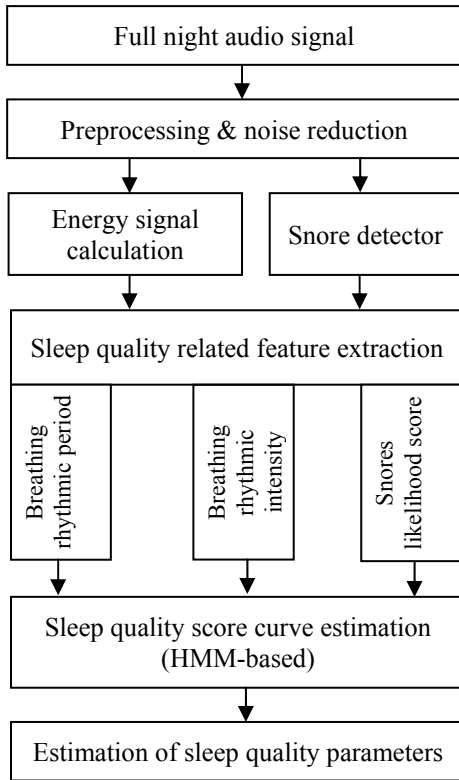 Full night audio signal
Preprocessing & noise reduction
Energy signal
calculation
Snore detector
Sleep quality related feature extraction
Breathing
rhythmic period
Breathing
rhythmic
intensity
Snores
likelihood score
Sleep quality score curve estimation
(HMM-based)
Estimation of sleep quality parameters